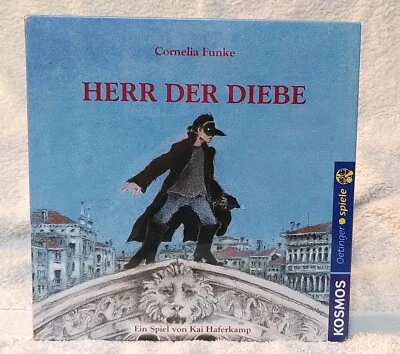 Cornelia Funke
HERR DER DIEBE
Ein Spiel von Kai Haferkamp
KOSMOS
Oetinger spiele